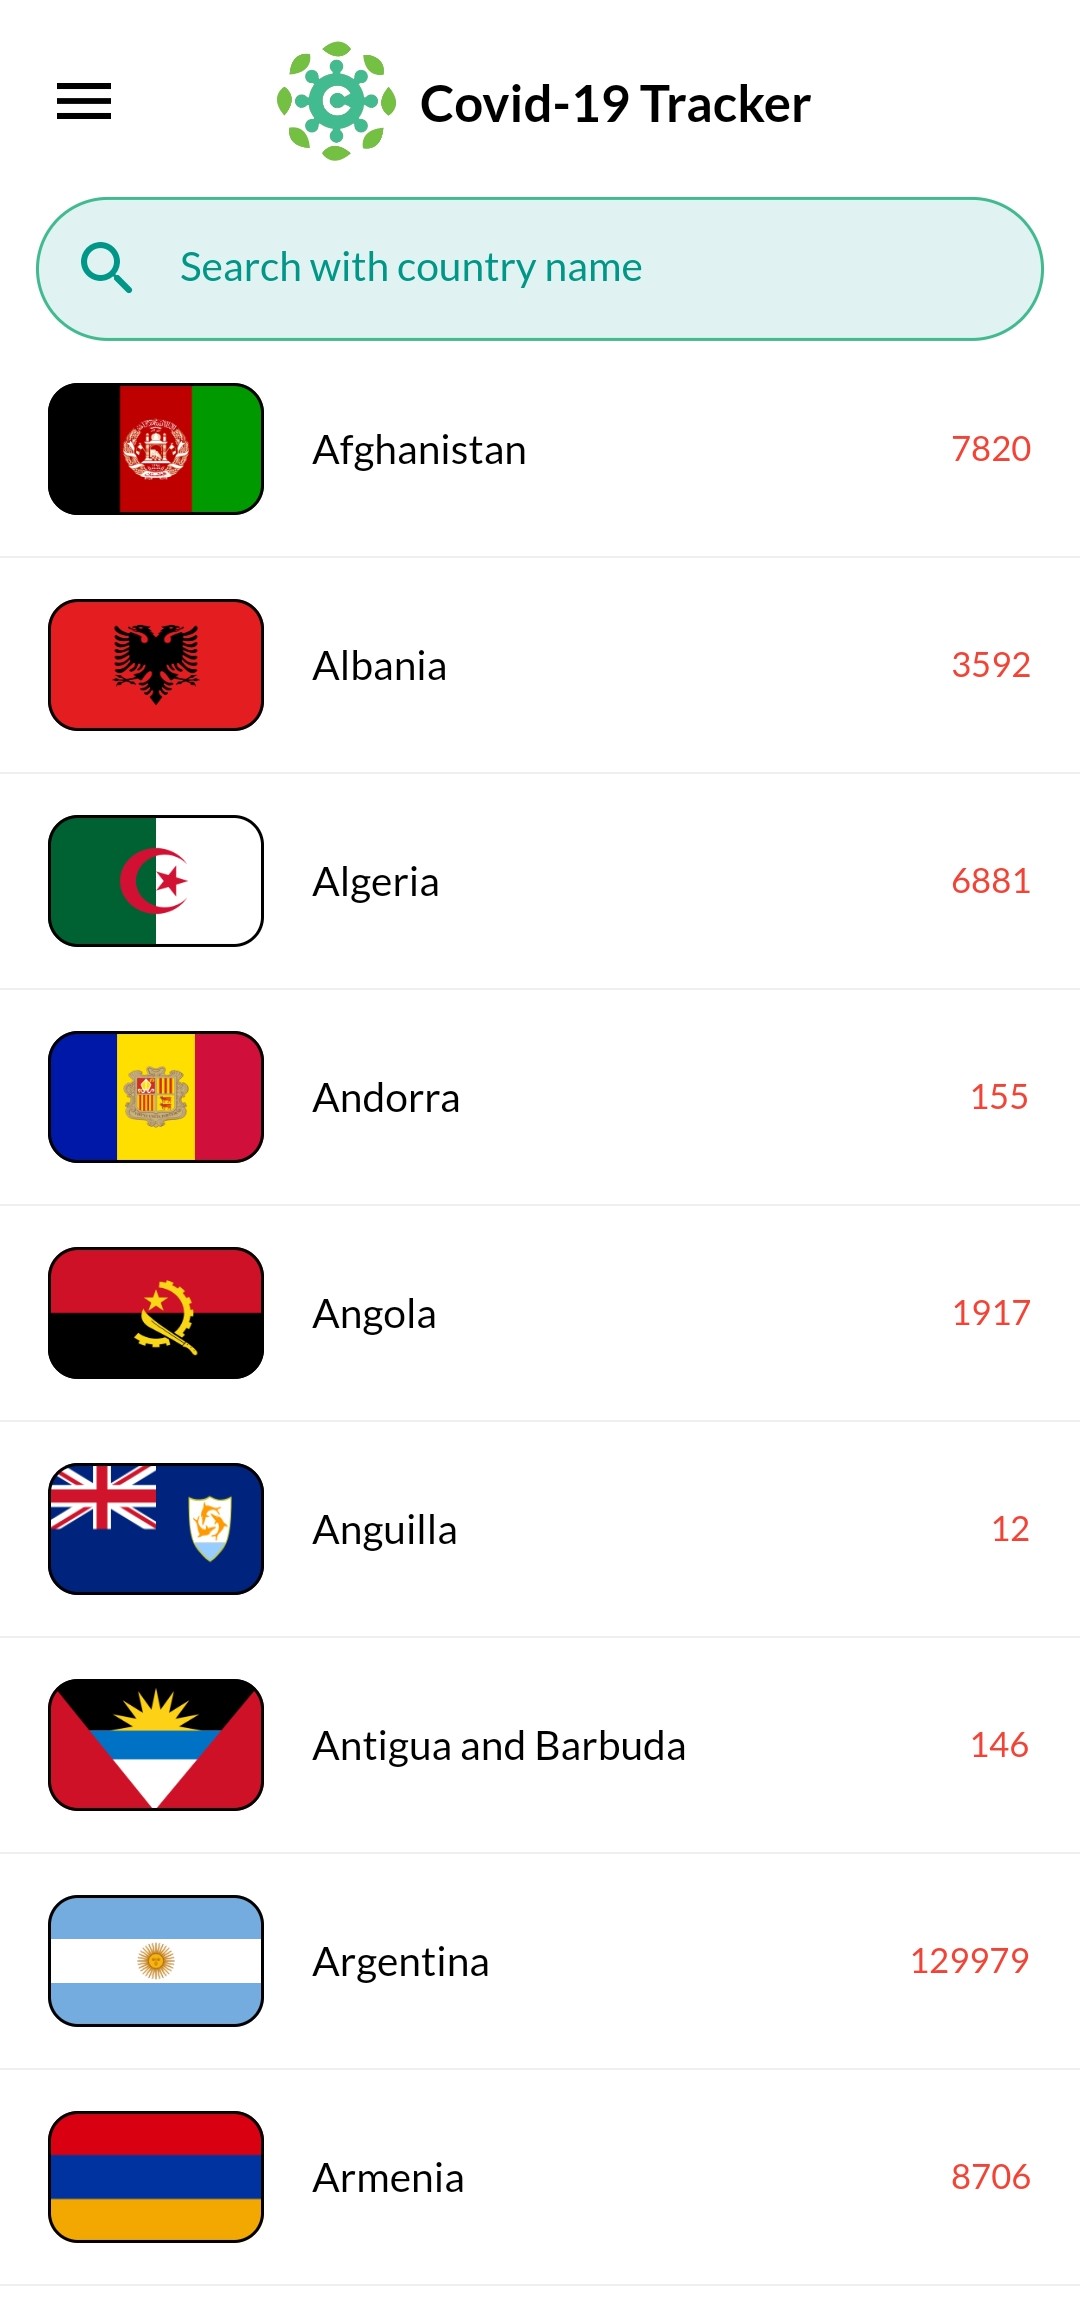 Covid-19 Tracker
Search with country name
Afghanistan 7820
Albania 3592
Algeria 6881
Andorra 155
Angola 1917
Anguilla 12
Antigua and Barbuda 146
Argentina 129979
Armenia 8706